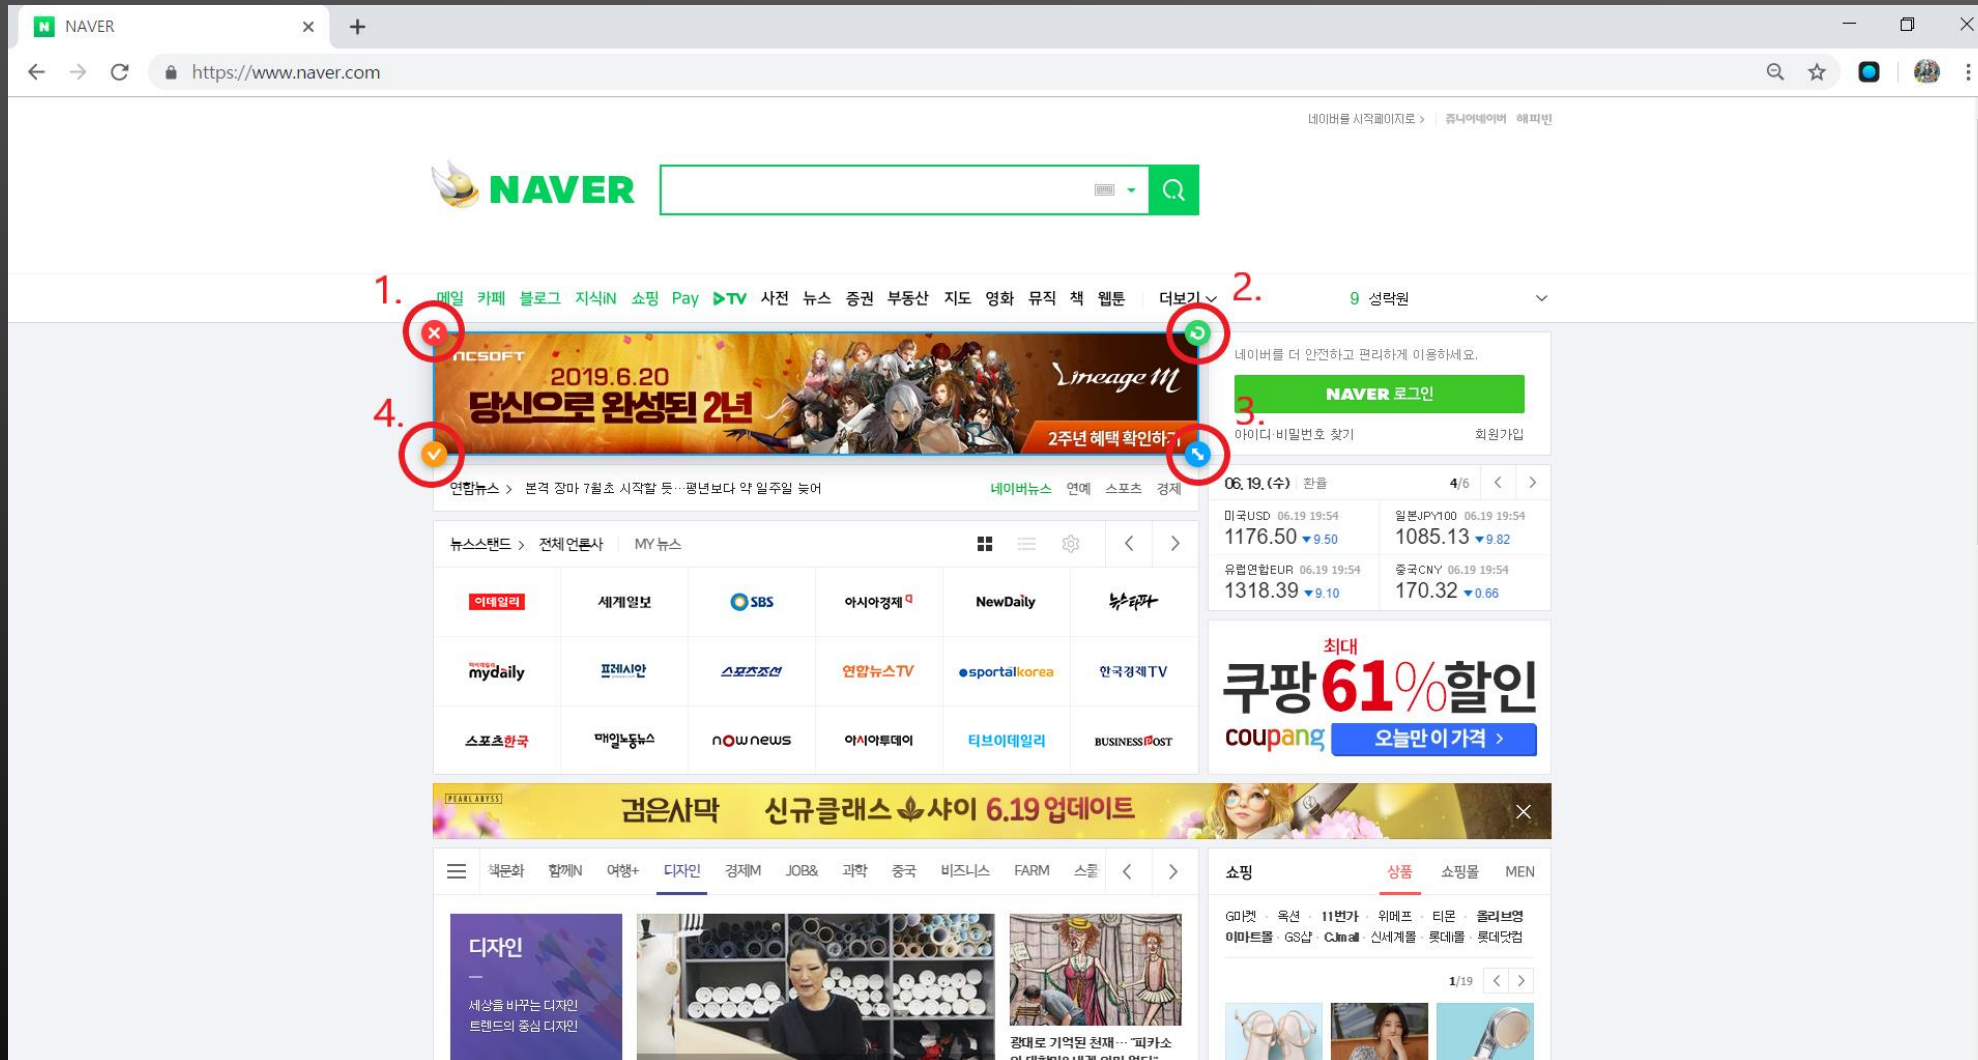 NAVER
https://www.naver.com
네이버를 시작페이지로 > 쥬니어네이버 해피빈
NAVER
1.
메일 카페 블로그 지식iN 쇼핑 Pay TV 사전 뉴스 증권 부동산 지도 영화 뮤직 책 웹툰 더보기
2.
9 성락원
NCSOFT
2019.6.20
당신으로 완성된 2년
Lineage M
2주년 혜택 확인하기
4.
3.
네이버를 더 안전하고 편리하게 이용하세요.
NAVER 로그인
아이디·비밀번호 찾기 회원가입
연합뉴스 > 본격 장마 7월초 시작할 듯…평년보다 약 일주일 늦어
네이버뉴스 연예 스포츠 경제
06.19.(수) 환율 4/6
미국USD 06.19 19:54
1176.50 ▼9.50
일본JPY100 06.19 19:54
1085.13 ▼9.82
유럽연합EUR 06.19 19:54
1318.39 ▼9.10
중국CNY 06.19 19:54
170.32 ▼0.66
뉴스스탠드 > 전체언론사 MY뉴스
이데일리 세계일보 SBS 아시아경제 NewDaily 뉴스타파
mydaily 프레시안 스포츠조선 연합뉴스TV sportalkorea 한국경제TV
스포츠한국 매일노동뉴스 nownews 아시아투데이 티브이데일리 BUSINESSPOST
최대
쿠팡 61%할인
coupang 오늘만 이 가격 >
PEARL ABYSS
검은사막 신규클래스 샤이 6.19 업데이트
책문화 함께N 여행+ 디자인 경제M JOB& 과학 중국 비즈니스 FARM 스쿨
쇼핑 상품 쇼핑몰 MEN
G마켓 · 옥션 · 11번가 · 위메프 · 티몬 · 올리브영
이마트몰 · GS샵 · CJmall · 신세계몰 · 롯데i몰 · 롯데닷컴
1/19
디자인
세상을 바꾸는 디자인
트렌드의 중심 디자인
광대로 기억된 천재… "피카소